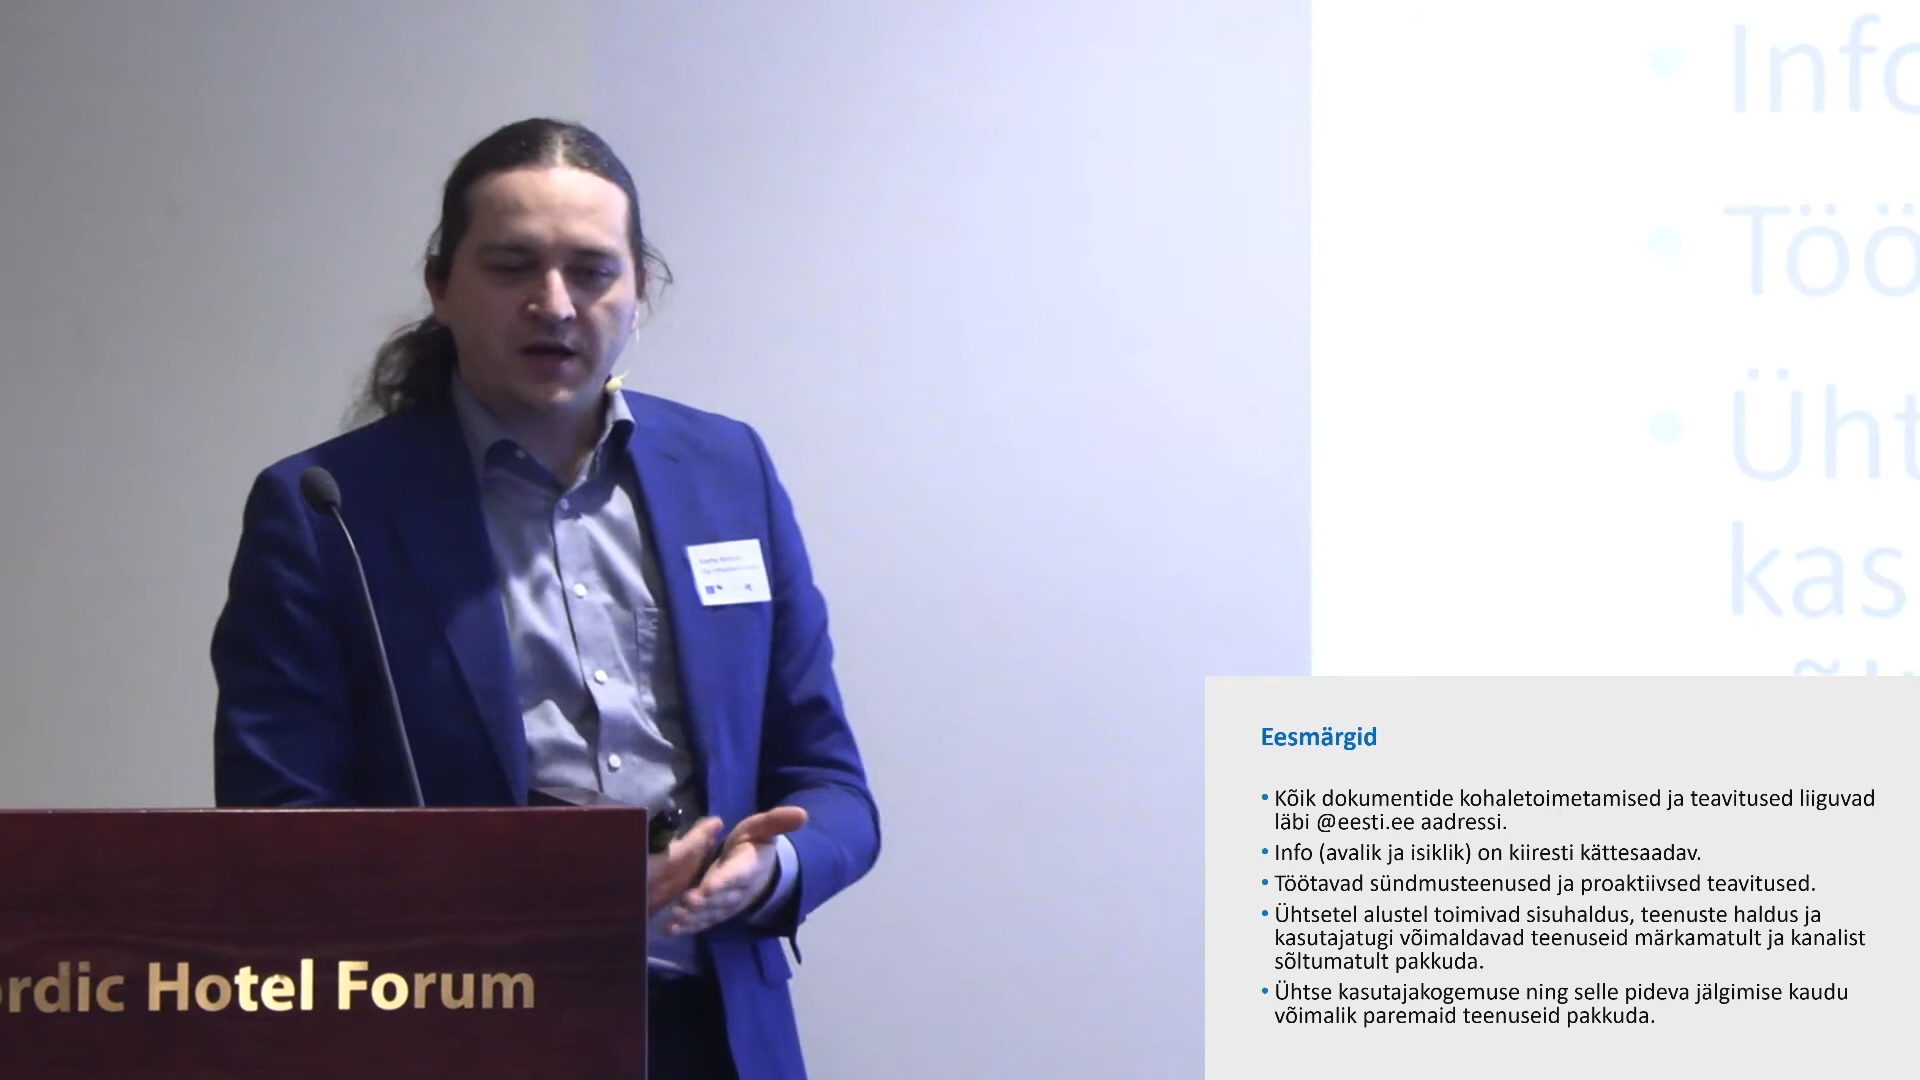 Info
Töö
Üht
kas
Eesmärgid
• Kõik dokumentide kohaletoimetamised ja teavitused liiguvad
läbi @eesti.ee aadressi.
• Info (avalik ja isiklik) on kiiresti kättesaadav.
• Töötavad sündmusteenused ja proaktiivsed teavitused.
• Ühtsetel alustel toimivad sisuhaldus, teenuste haldus ja
kasutajatugi võimaldavad teenuseid märkamatult ja kanalist
sõltumatult pakkuda.
• Ühtse kasutajakogemuse ning selle pideva jälgimise kaudu
võimalik paremaid teenuseid pakkuda.
ordic Hotel Forum